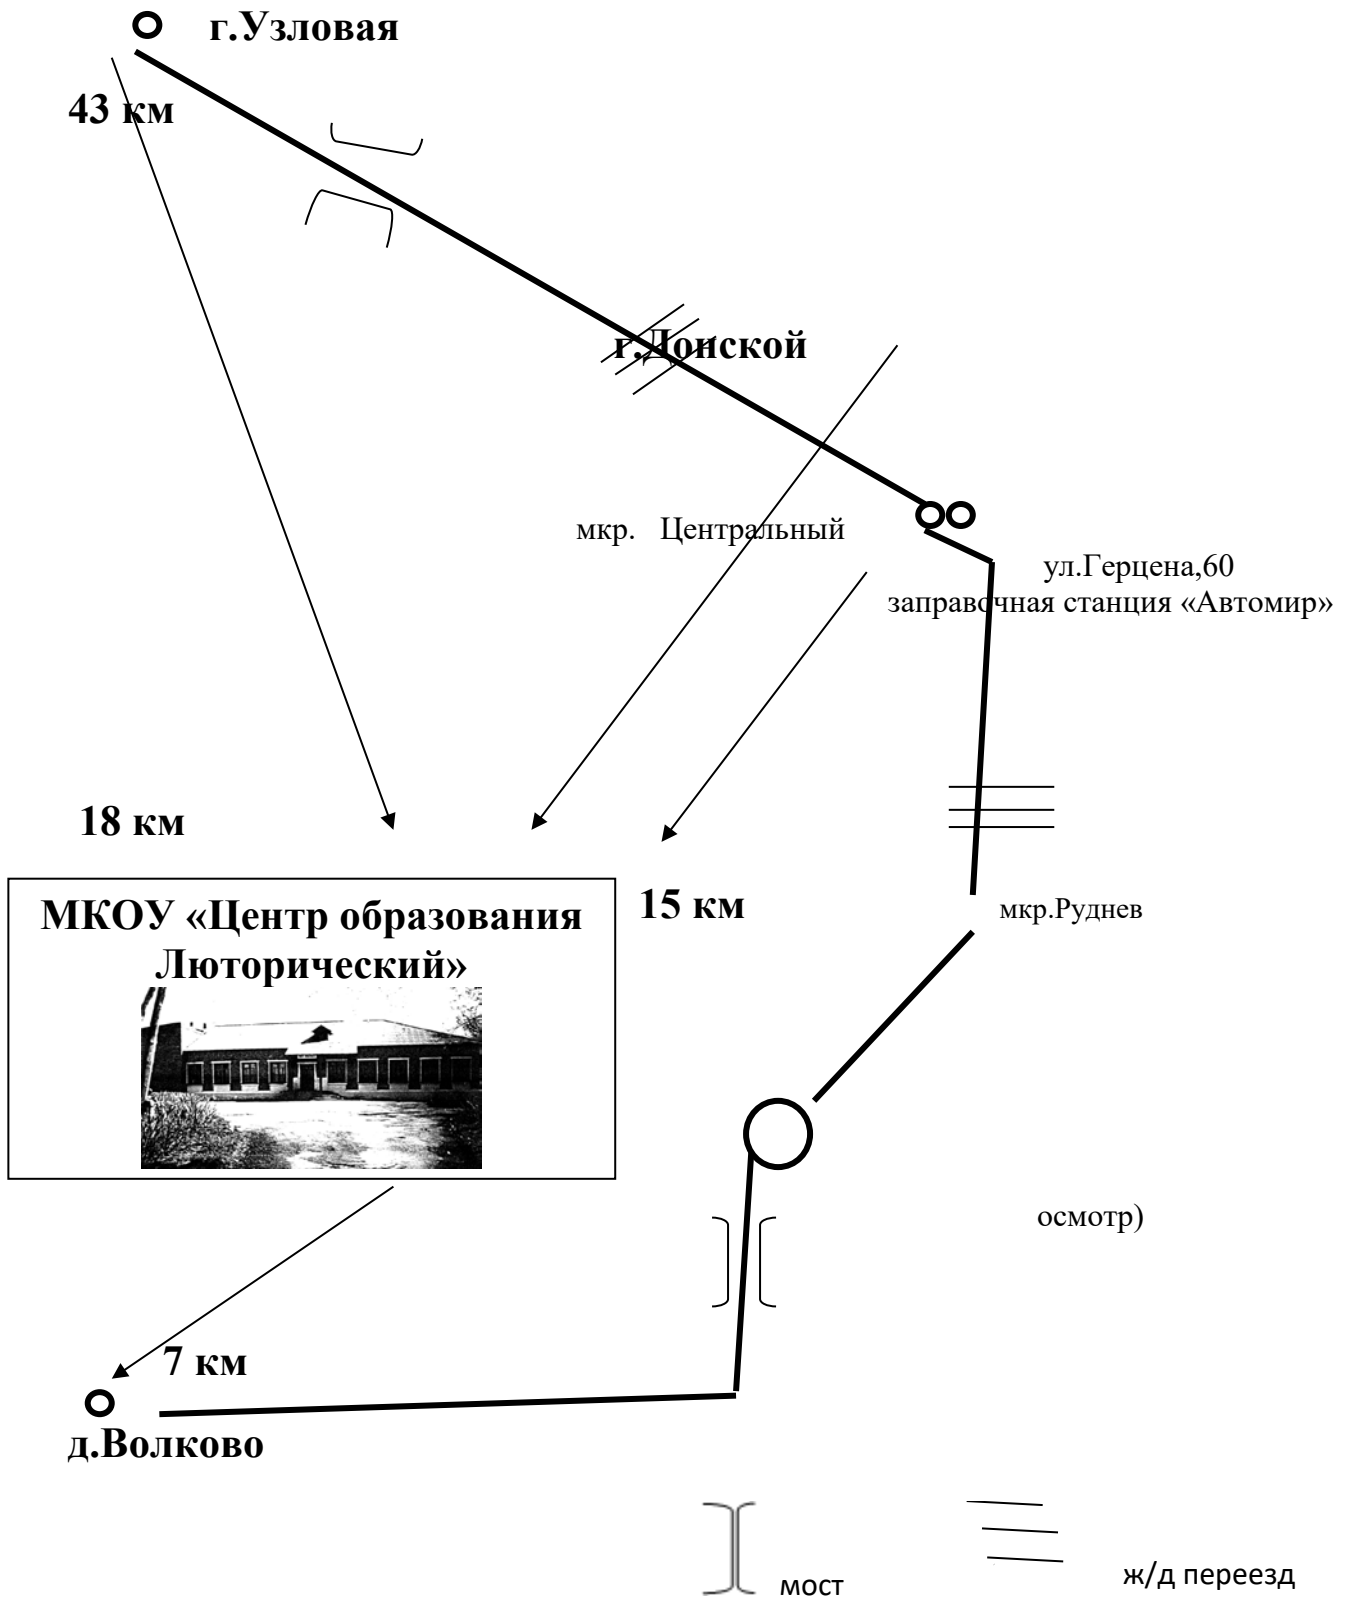 г.Узловая
43 км
г.Донской
мкр. Центральный
ул.Герцена,60
заправочная станция «Автомир»
18 км
МКОУ «Центр образования
Люторический»
15 км
мкр.Руднев
осмотр)
7 км
д.Волково
мост
ж/д переезд